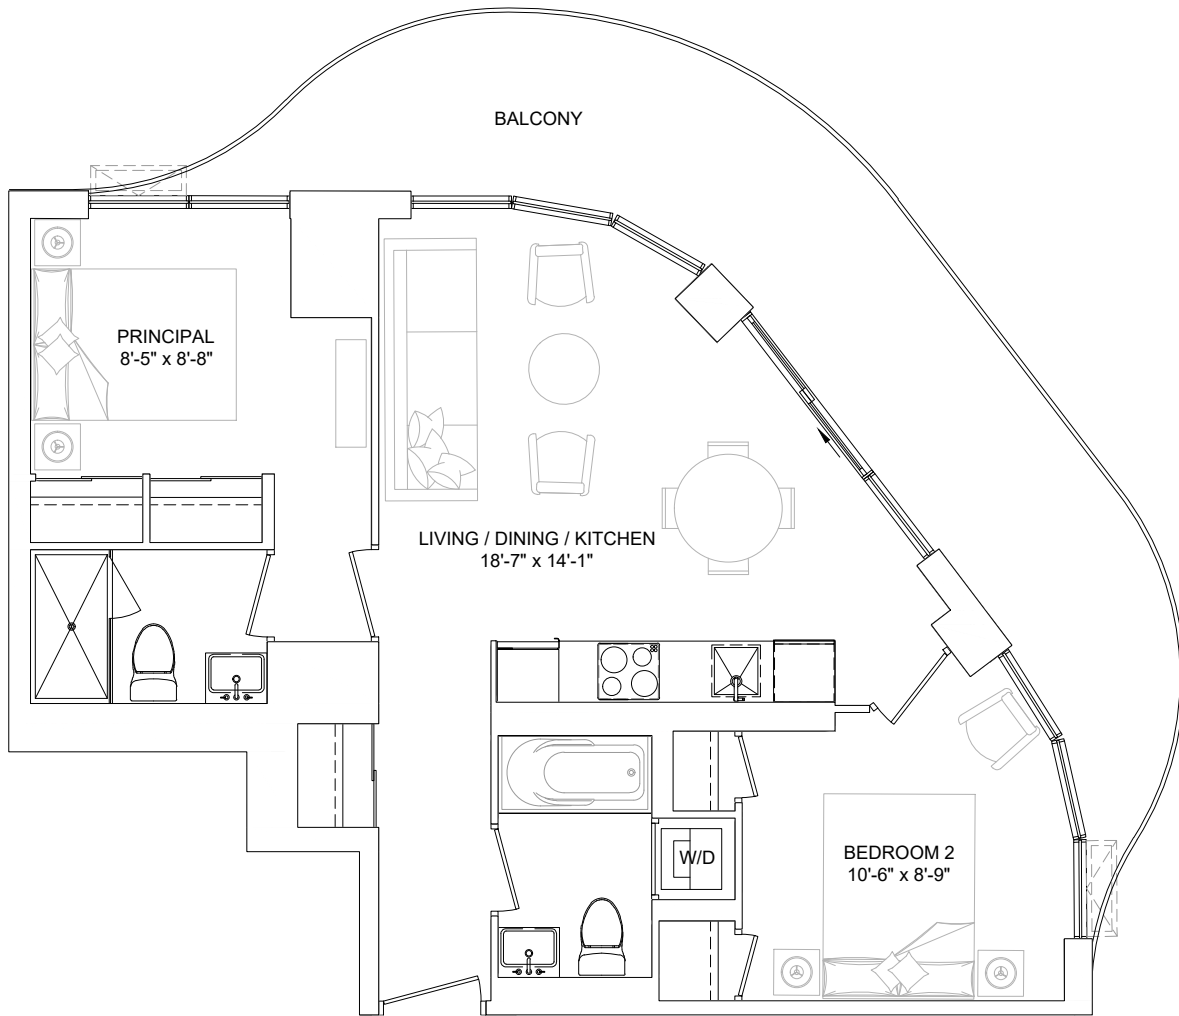 BALCONY
PRINCIPAL
8'-5" x 8'-8"
LIVING / DINING / KITCHEN
18'-7" x 14'-1"
W/D
BEDROOM 2
10'-6" x 8'-9"